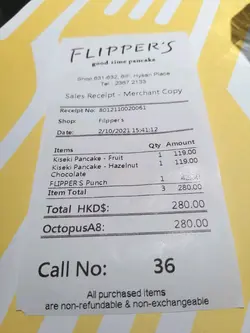 FLIPPER'S
good time pancake
Shop 831-832, 8/F, Hysan Place
Tel: 2387 2133
Sales Receipt - Merchant Copy
Receipt No: 8012110020061
Shop: Flippers
Date: 2/10/2021 15:41:12
Items Qty Amount
Kiseki Pancake - Fruit 1 119.00
Kiseki Pancake - Hazelnut 1 119.00
Chocolate
FLIPPER'S Punch 1
Item Total 3 280.00
Total HKD$: 280.00
OctopusA8: 280.00
Call No: 36
All purchased items
are non-refundable & non-exchangeable